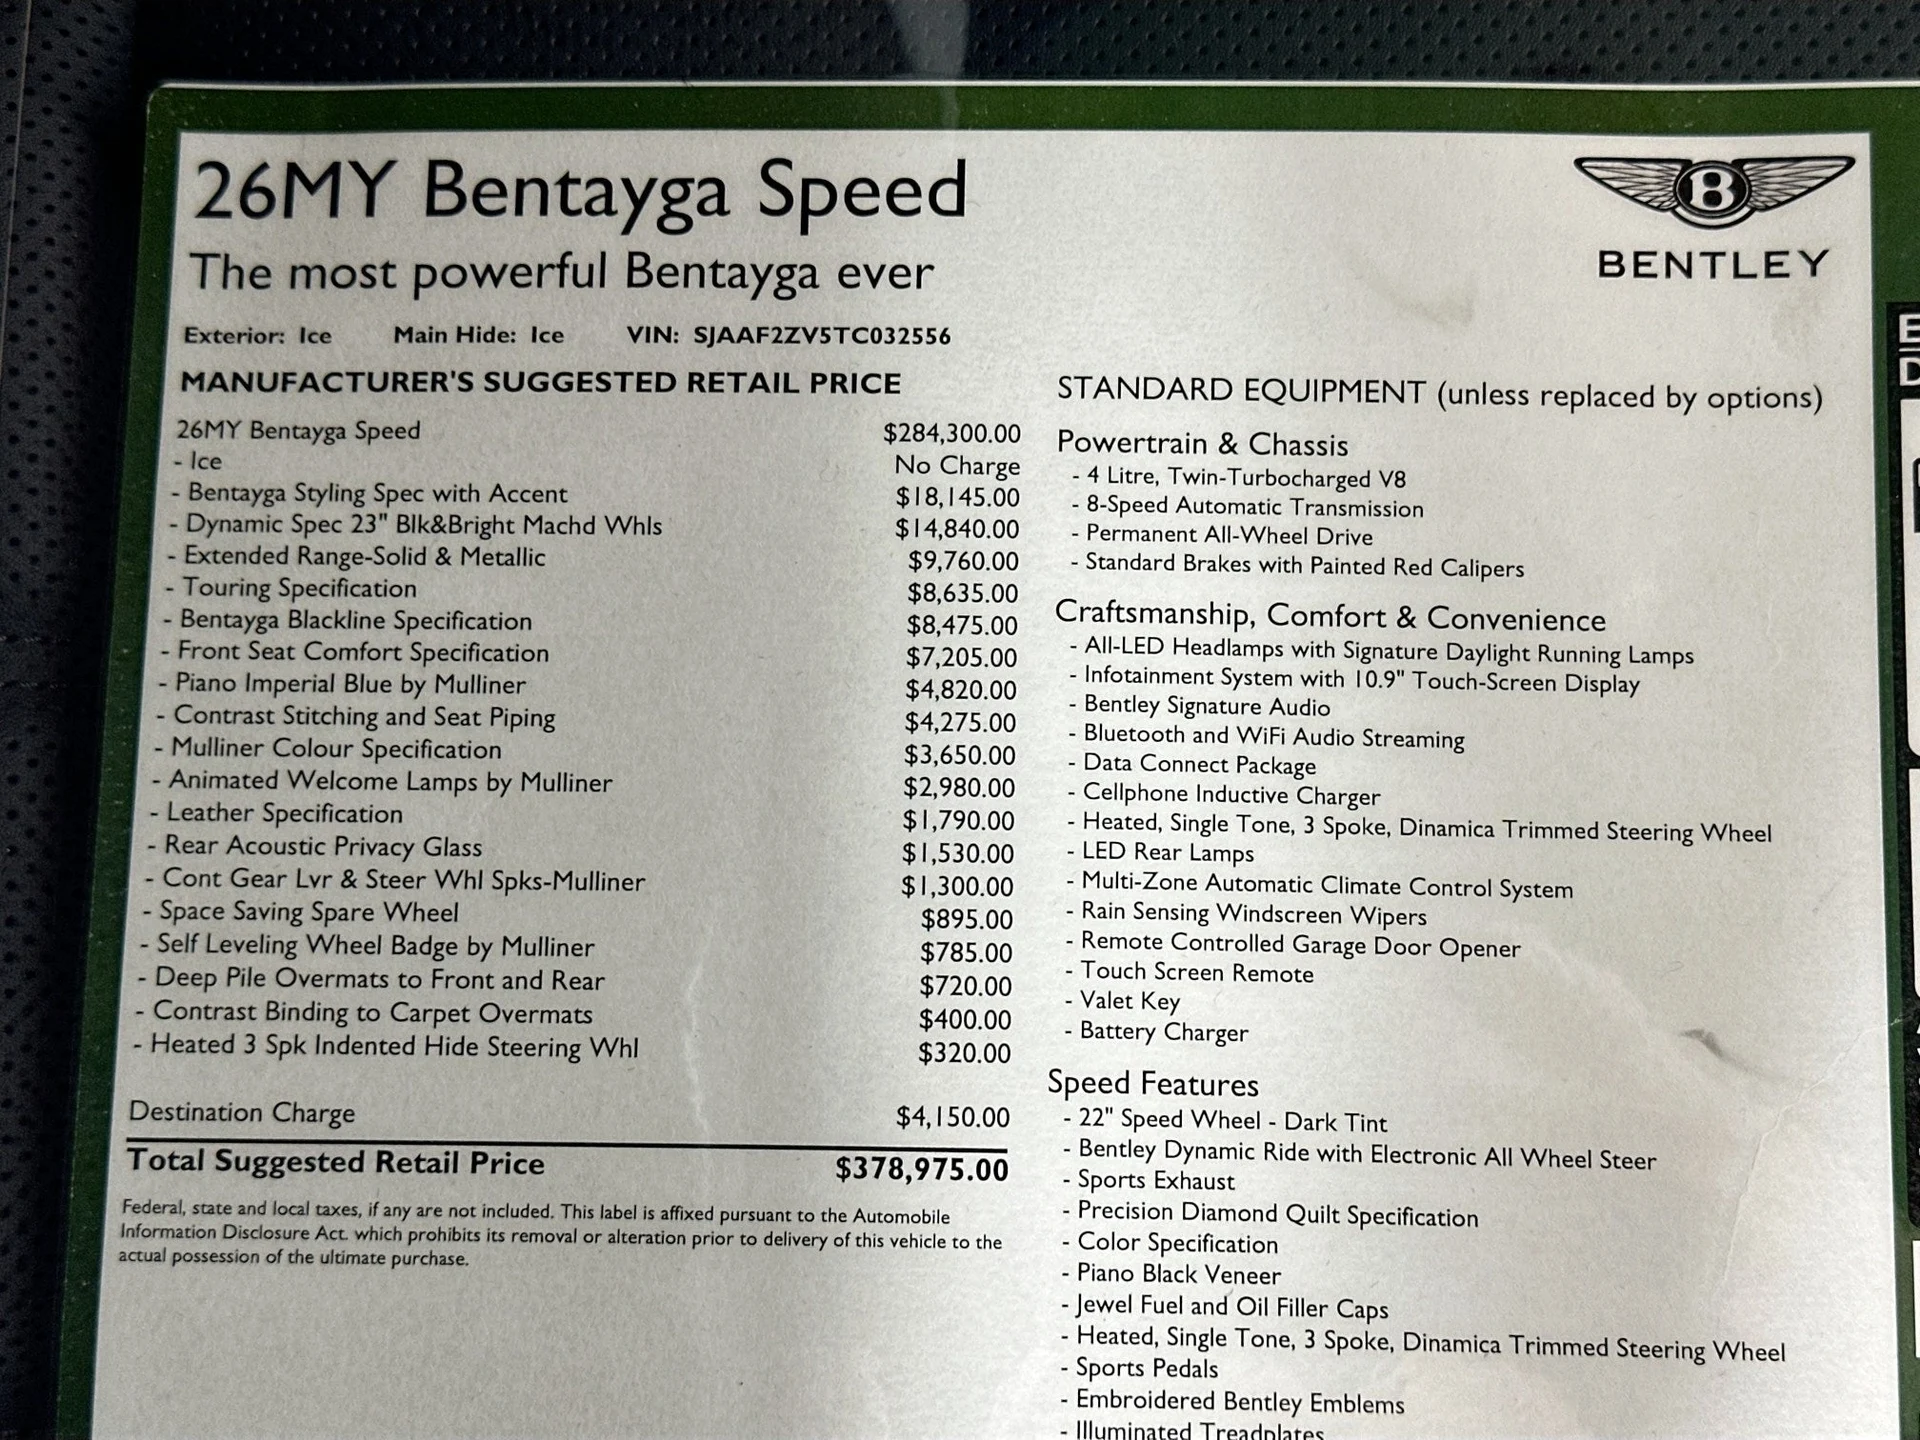 26MY Bentayga Speed
The most powerful Bentayga ever
B
BENTLEY
Exterior: Ice Main Hide: Ice VIN: SJAAF2ZV5TC032556
MANUFACTURER'S SUGGESTED RETAIL PRICE
26MY Bentayga Speed $284,300.00
- Ice No Charge
- Bentayga Styling Spec with Accent $18,145.00
- Dynamic Spec 23" Blk&Bright Machd Whls $14,840.00
- Extended Range-Solid & Metallic $9,760.00
- Touring Specification $8,635.00
- Bentayga Blackline Specification $8,475.00
- Front Seat Comfort Specification $7,205.00
- Piano Imperial Blue by Mulliner $4,820.00
- Contrast Stitching and Seat Piping $4,275.00
- Mulliner Colour Specification $3,650.00
- Animated Welcome Lamps by Mulliner $2,980.00
- Leather Specification $1,790.00
- Rear Acoustic Privacy Glass $1,530.00
- Cont Gear Lvr & Steer Whl Spks-Mulliner $1,300.00
- Space Saving Spare Wheel $895.00
- Self Leveling Wheel Badge by Mulliner $785.00
- Deep Pile Overmats to Front and Rear $720.00
- Contrast Binding to Carpet Overmats $400.00
- Heated 3 Spk Indented Hide Steering Whl $320.00
Destination Charge $4,150.00
Total Suggested Retail Price $378,975.00
Federal, state and local taxes, if any are not included. This label is affixed pursuant to the Automobile
Information Disclosure Act. which prohibits its removal or alteration prior to delivery of this vehicle to the
actual possession of the ultimate purchase.
STANDARD EQUIPMENT (unless replaced by options)
Powertrain & Chassis
- 4 Litre, Twin-Turbocharged V8
- 8-Speed Automatic Transmission
- Permanent All-Wheel Drive
- Standard Brakes with Painted Red Calipers
Craftsmanship, Comfort & Convenience
- All-LED Headlamps with Signature Daylight Running Lamps
- Infotainment System with 10.9" Touch-Screen Display
- Bentley Signature Audio
- Bluetooth and WiFi Audio Streaming
- Data Connect Package
- Cellphone Inductive Charger
- Heated, Single Tone, 3 Spoke, Dinamica Trimmed Steering Wheel
- LED Rear Lamps
- Multi-Zone Automatic Climate Control System
- Rain Sensing Windscreen Wipers
- Remote Controlled Garage Door Opener
- Touch Screen Remote
- Valet Key
- Battery Charger
Speed Features
- 22" Speed Wheel - Dark Tint
- Bentley Dynamic Ride with Electronic All Wheel Steer
- Sports Exhaust
- Precision Diamond Quilt Specification
- Color Specification
- Piano Black Veneer
- Jewel Fuel and Oil Filler Caps
- Heated, Single Tone, 3 Spoke, Dinamica Trimmed Steering Wheel
- Sports Pedals
- Embroidered Bentley Emblems
- Illuminated Treadplates